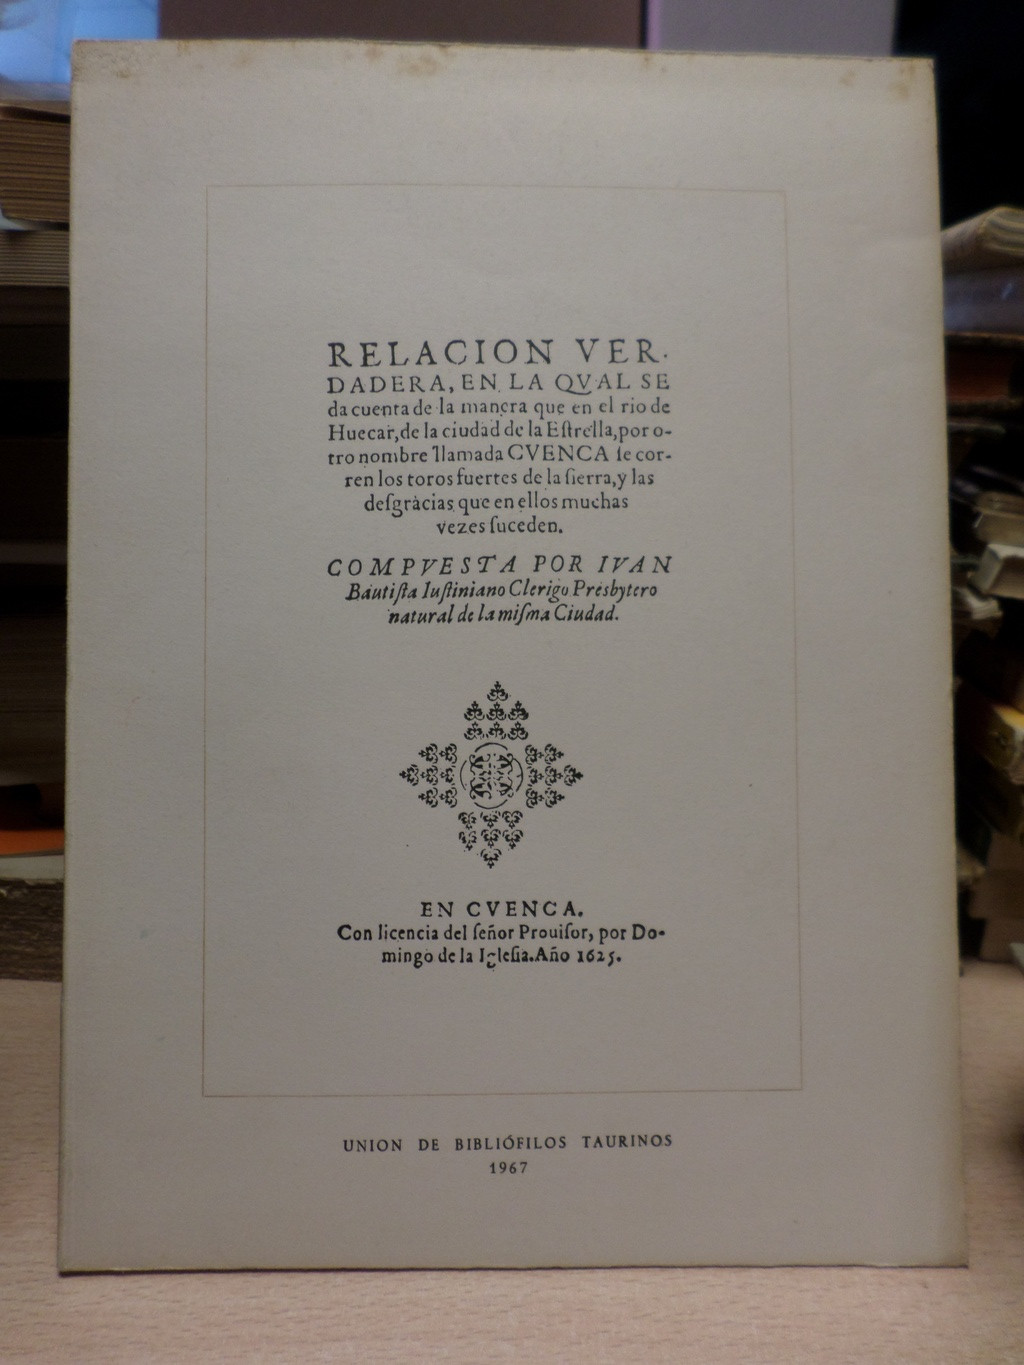 RELACION VER-
DADERA, EN LA QVAL SE
da cuenta de la manera que en el rio de
Huecar, de la ciudad de la Eſtrella, por o-
tro nombre llamada CVENCA ſe cor-
ren los toros fuertes de la ſierra, y las
deſgràcias que en ellos muchas
vezes ſuceden.
COMPVESTA POR IVAN
Bautiſta Iuſtiniano Clerigo Presbytero
natural de la miſma Ciudad.
EN CVENCA.
Con licencia del ſeñor Prouiſor, por Do-
mingo de la Igleſia. Año 1625.
UNION DE BIBLIÓFILOS TAURINOS
1967